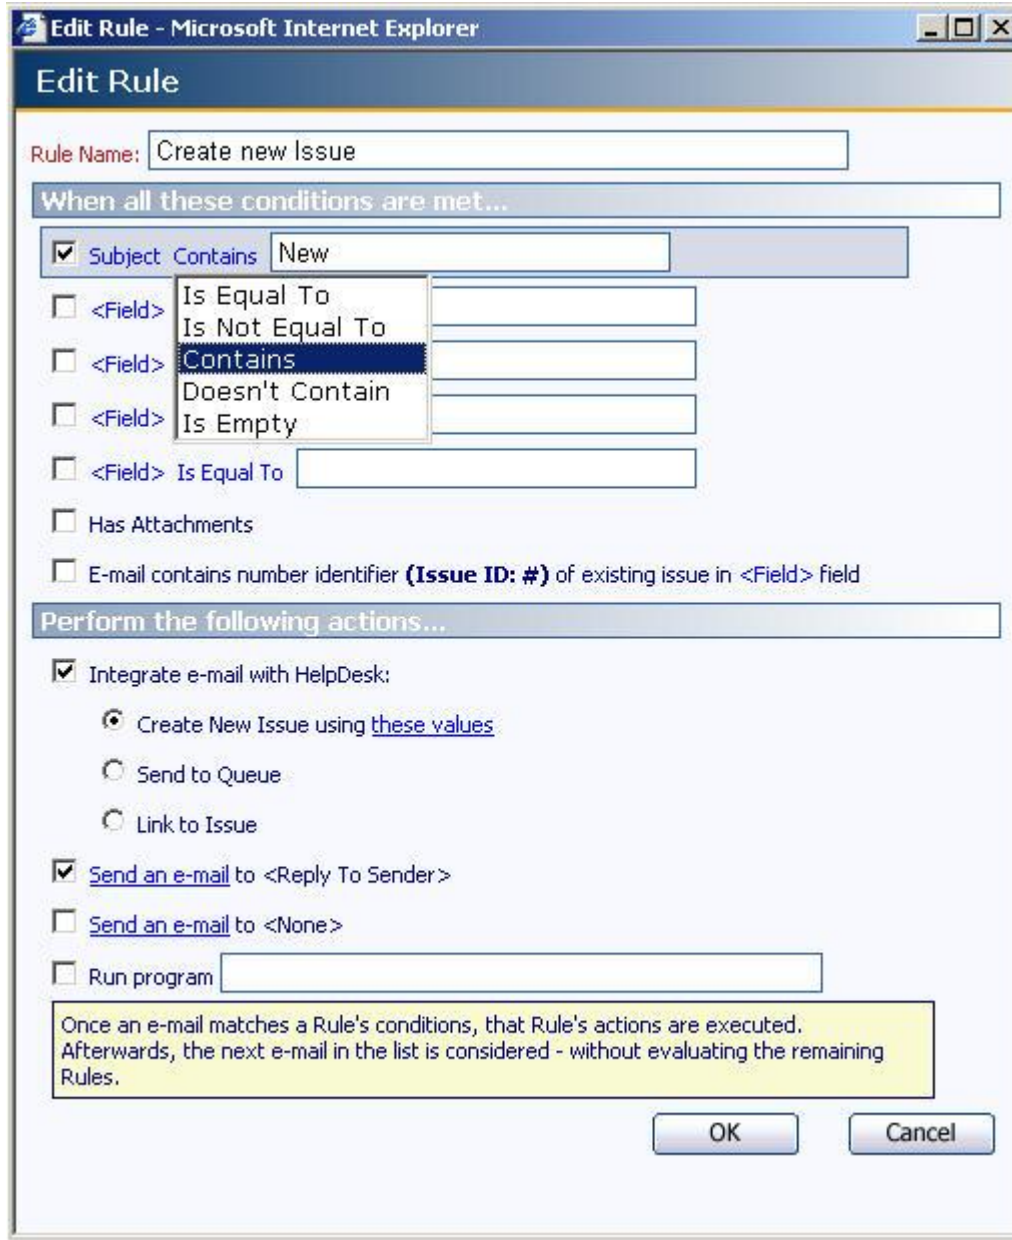 Edit Rule - Microsoft Internet Explorer
Edit Rule
Rule Name: Create new Issue
When all these conditions are met...
Subject Contains New
Is Equal To
<Field>
Is Not Equal To
<Field> Contains
Doesn't Contain
<Field>
Is Empty
<Field> Is Equal To
Has Attachments
E-mail contains number identifier (Issue ID: #) of existing issue in <Field> field
Perform the following actions...
Integrate e-mail with HelpDesk:
Create New Issue using these values
Send to Queue
Link to Issue
Send an e-mail to <Reply To Sender>
Send an e-mail to <None>
Run program
Once an e-mail matches a Rule's conditions, that Rule's actions are executed.
Afterwards, the next e-mail in the list is considered - without evaluating the remaining
Rules.
OK Cancel